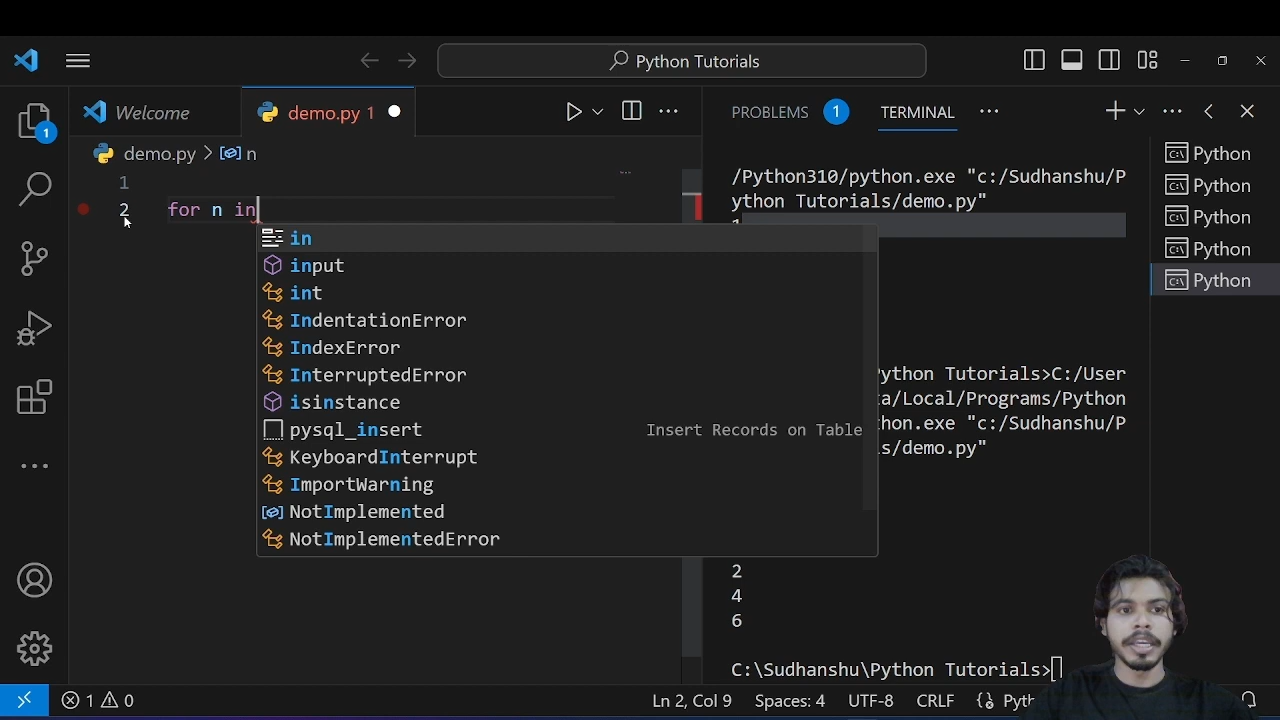 Python Tutorials
Welcome
demo.py 1
PROBLEMS 1
TERMINAL
demo.py > n
1
2 for n in
in
input
int
IndentationError
IndexError
InterruptedError
isinstance
pysql_insert Insert Records on Table
KeyboardInterrupt
ImportWarning
NotImplemented
NotImplementedError
/Python310/python.exe "c:/Sudhanshu/P
ython Tutorials/demo.py"
ython Tutorials>C:/User
a/Local/Programs/Python
hon.exe "c:/Sudhanshu/P
s/demo.py"
2
4
6
C:\Sudhanshu\Python Tutorials>
Python
Python
Python
Python
Python
1
1 0
Ln 2, Col 9
Spaces: 4
UTF-8
CRLF
{} Pyth